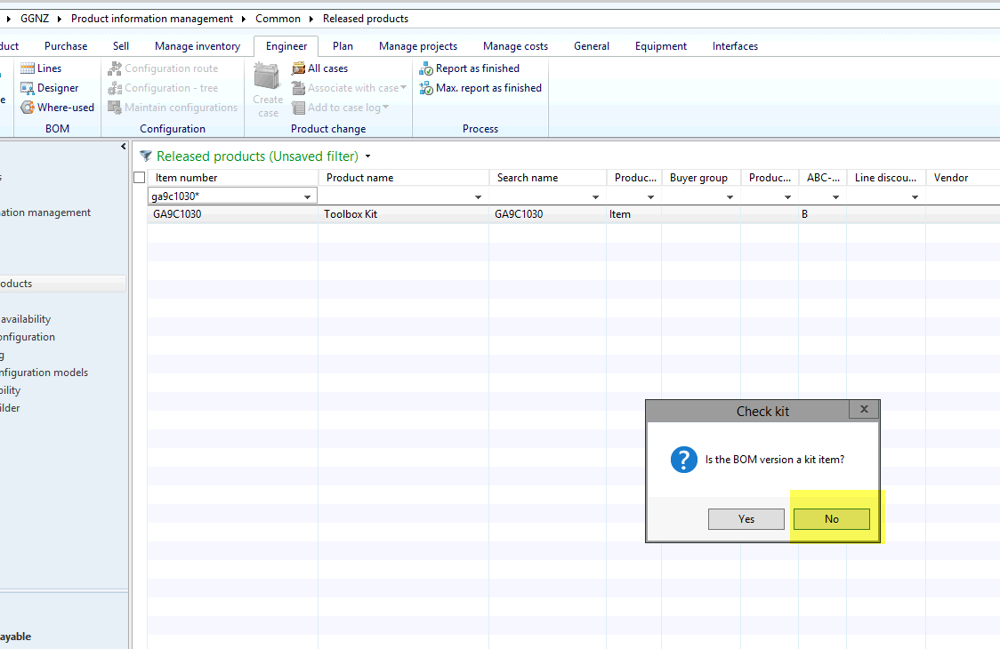 GGNZ Product information management Common Released products
duct Purchase Sell Manage inventory Engineer Plan Manage projects Manage costs General Equipment Interfaces
Lines
Designer
Where-used
BOM
Configuration route
Configuration - tree
Maintain configurations
Configuration
Create
case
All cases
Associate with case
Add to case log
Product change
Report as finished
Max. report as finished
Process
e
s
ation management
oducts
availability
onfiguration
g
nfiguration models
bility
ilder
ayable
Released products (Unsaved filter)
Item number Product name Search name Produc... Buyer group Produc... ABC-... Line discou... Vendor
ga9c1030*
GA9C1030 Toolbox Kit GA9C1030 Item B
Check kit x
? Is the BOM version a kit item?
Yes No